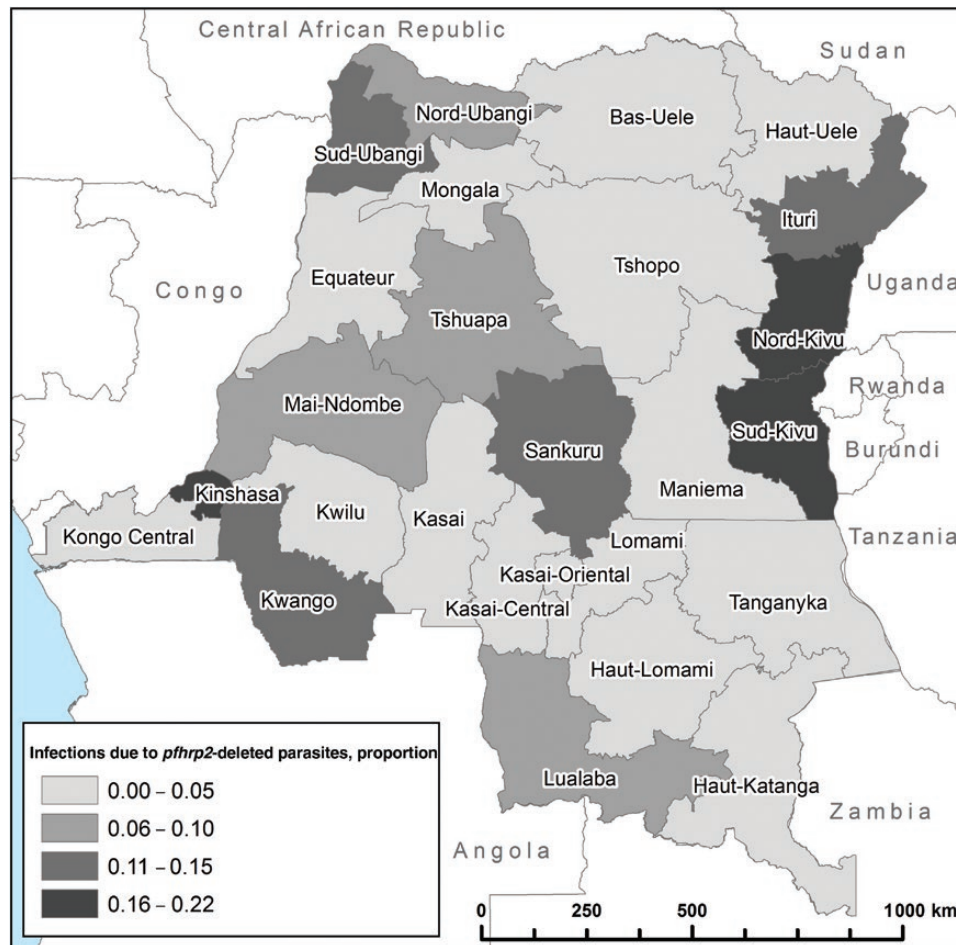 Central African Republic
Sudan
Nord-Ubangi
Bas-Uele
Haut-Uele
Sud-Ubangi
Mongala
Ituri
Equateur
Tshopo
Congo
Uganda
Tshuapa
Nord-Kivu
Rwanda
Mai-Ndombe
Sud-Kivu
Burundi
Sankuru
Kinshasa
Maniema
Kwilu
Kasai
Kongo Central
Lomami
Tanzania
Kasai-Oriental
Kwango
Kasai-Central
Tanganyika
Haut-Lomami
Lualaba
Haut-Katanga
Zambia
Angola
Infections due to pfhrp2-deleted parasites, proportion
0.00 – 0.05
0.06 – 0.10
0.11 – 0.15
0.16 – 0.22
0 250 500 1000 km